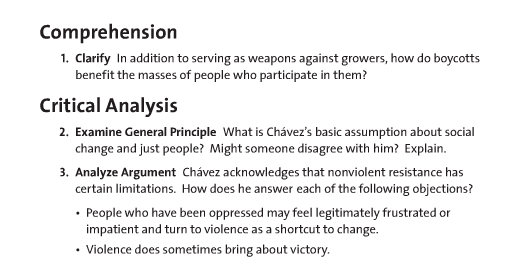 Comprehension
1. Clarify In addition to serving as weapons against growers, how do boycotts
benefit the masses of people who participate in them?
Critical Analysis
2. Examine General Principle What is Chávez's basic assumption about social
change and just people? Might someone disagree with him? Explain.
3. Analyze Argument Chávez acknowledges that nonviolent resistance has
certain limitations. How does he answer each of the following objections?
• People who have been oppressed may feel legitimately frustrated or
impatient and turn to violence as a shortcut to change.
• Violence does sometimes bring about victory.